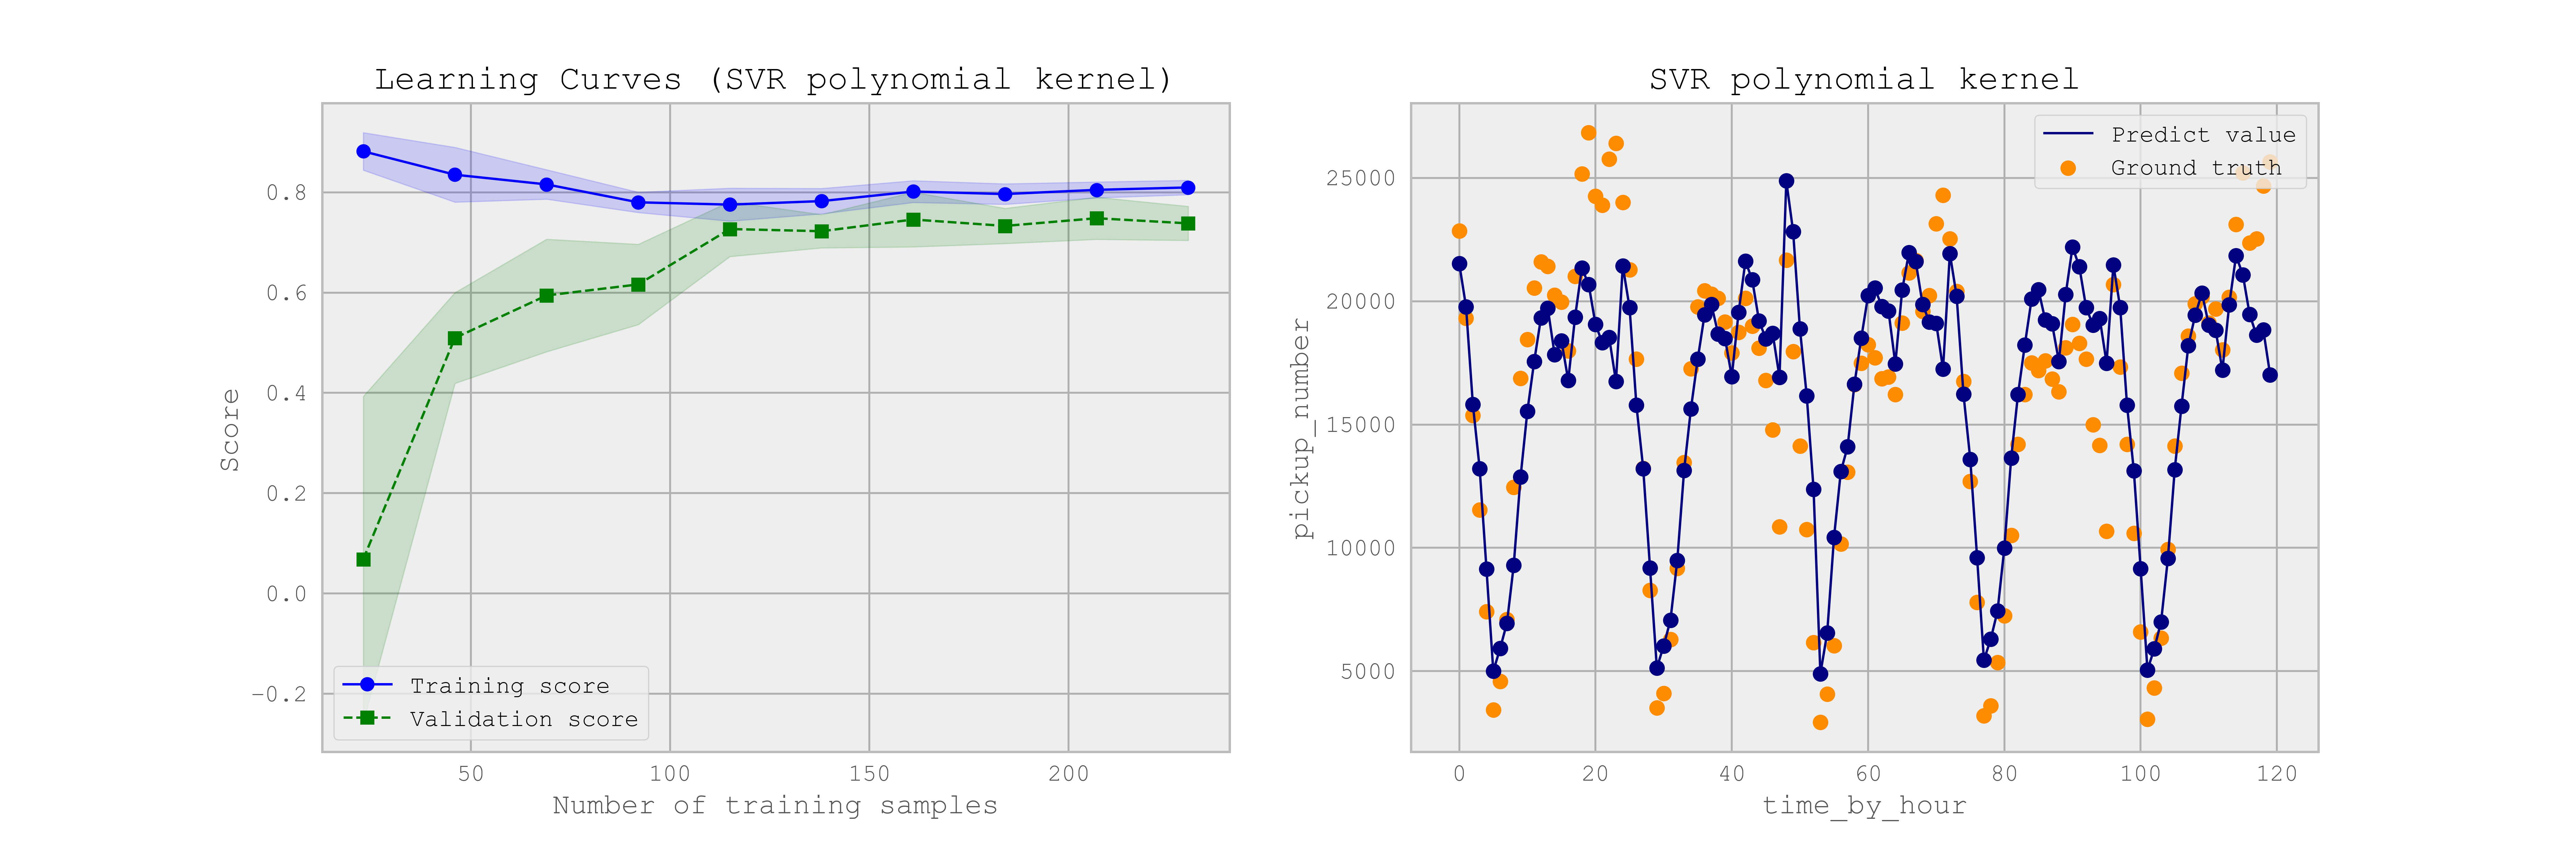 Learning Curves (SVR polynomial kernel)
Score
0.8
0.6
0.4
0.2
0.0
-0.2
Training score
Validation score
50 100 150 200
Number of training samples
SVR polynomial kernel
pickup_number
25000
20000
15000
10000
5000
Predict value
Ground truth
0 20 40 60 80 100 120
time_by_hour